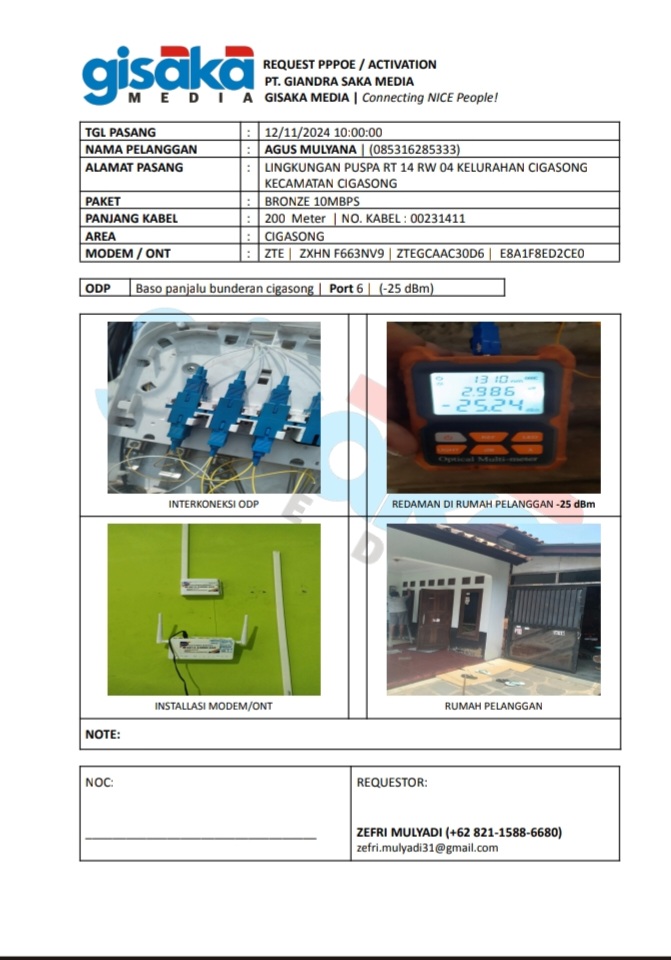 gisaka
MEDIA
REQUEST PPPOE / ACTIVATION
PT. GIANDRA SAKA MEDIA
GISAKA MEDIA | Connecting NICE People!
TGL PASANG : 12/11/2024 10:00:00
NAMA PELANGGAN : AGUS MULYANA | (085316285333)
ALAMAT PASANG : LINGKUNGAN PUSPA RT 14 RW 04 KELURAHAN CIGASONG
KECAMATAN CIGASONG
PAKET : BRONZE 10MBPS
PANJANG KABEL : 200 Meter | NO. KABEL : 00231411
AREA : CIGASONG
MODEM / ONT : ZTE | ZXHN F663NV9 | ZTEGCAAC30D6 | E8A1F8ED2CE0
ODP Baso panjalu bunderan cigasong | Port 6 | (-25 dBm)
1310
2.986
-25.24
Optical Multi-meter
INTERKONEKSI ODP
REDAMAN DI RUMAH PELANGGAN -25 dBm
INSTALLASI MODEM/ONT
RUMAH PELANGGAN
NOTE:
NOC:
REQUESTOR:
ZEFRI MULYADI (+62 821-1588-6680)
zefri.mulyadi31@gmail.com